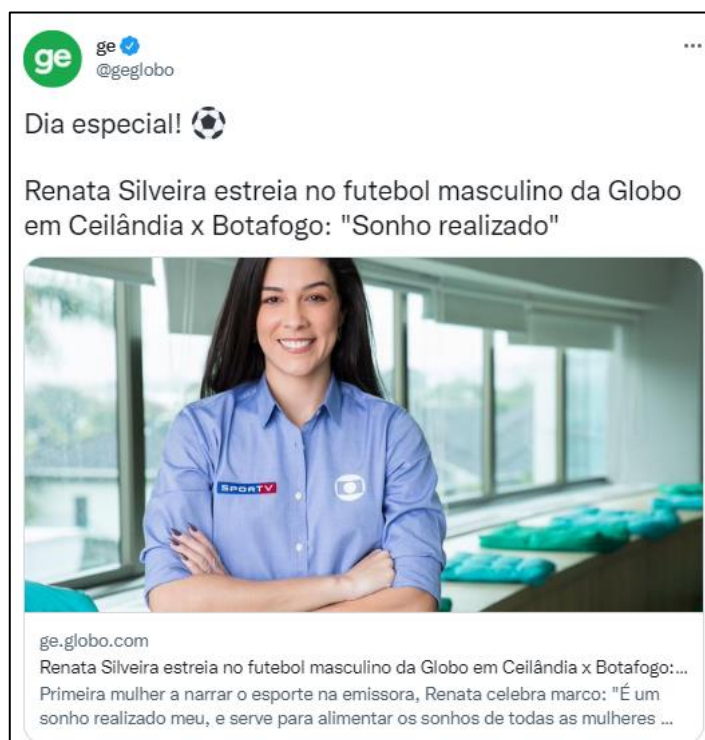 ge
ge
@geglobo
Dia especial! ⚽
Renata Silveira estreia no futebol masculino da Globo
em Ceilândia x Botafogo: "Sonho realizado"
SPORTV
ge.globo.com
Renata Silveira estreia no futebol masculino da Globo em Ceilândia x Botafogo:...
Primeira mulher a narrar o esporte na emissora, Renata celebra marco: "É um
sonho realizado meu, e serve para alimentar os sonhos de todas as mulheres ...